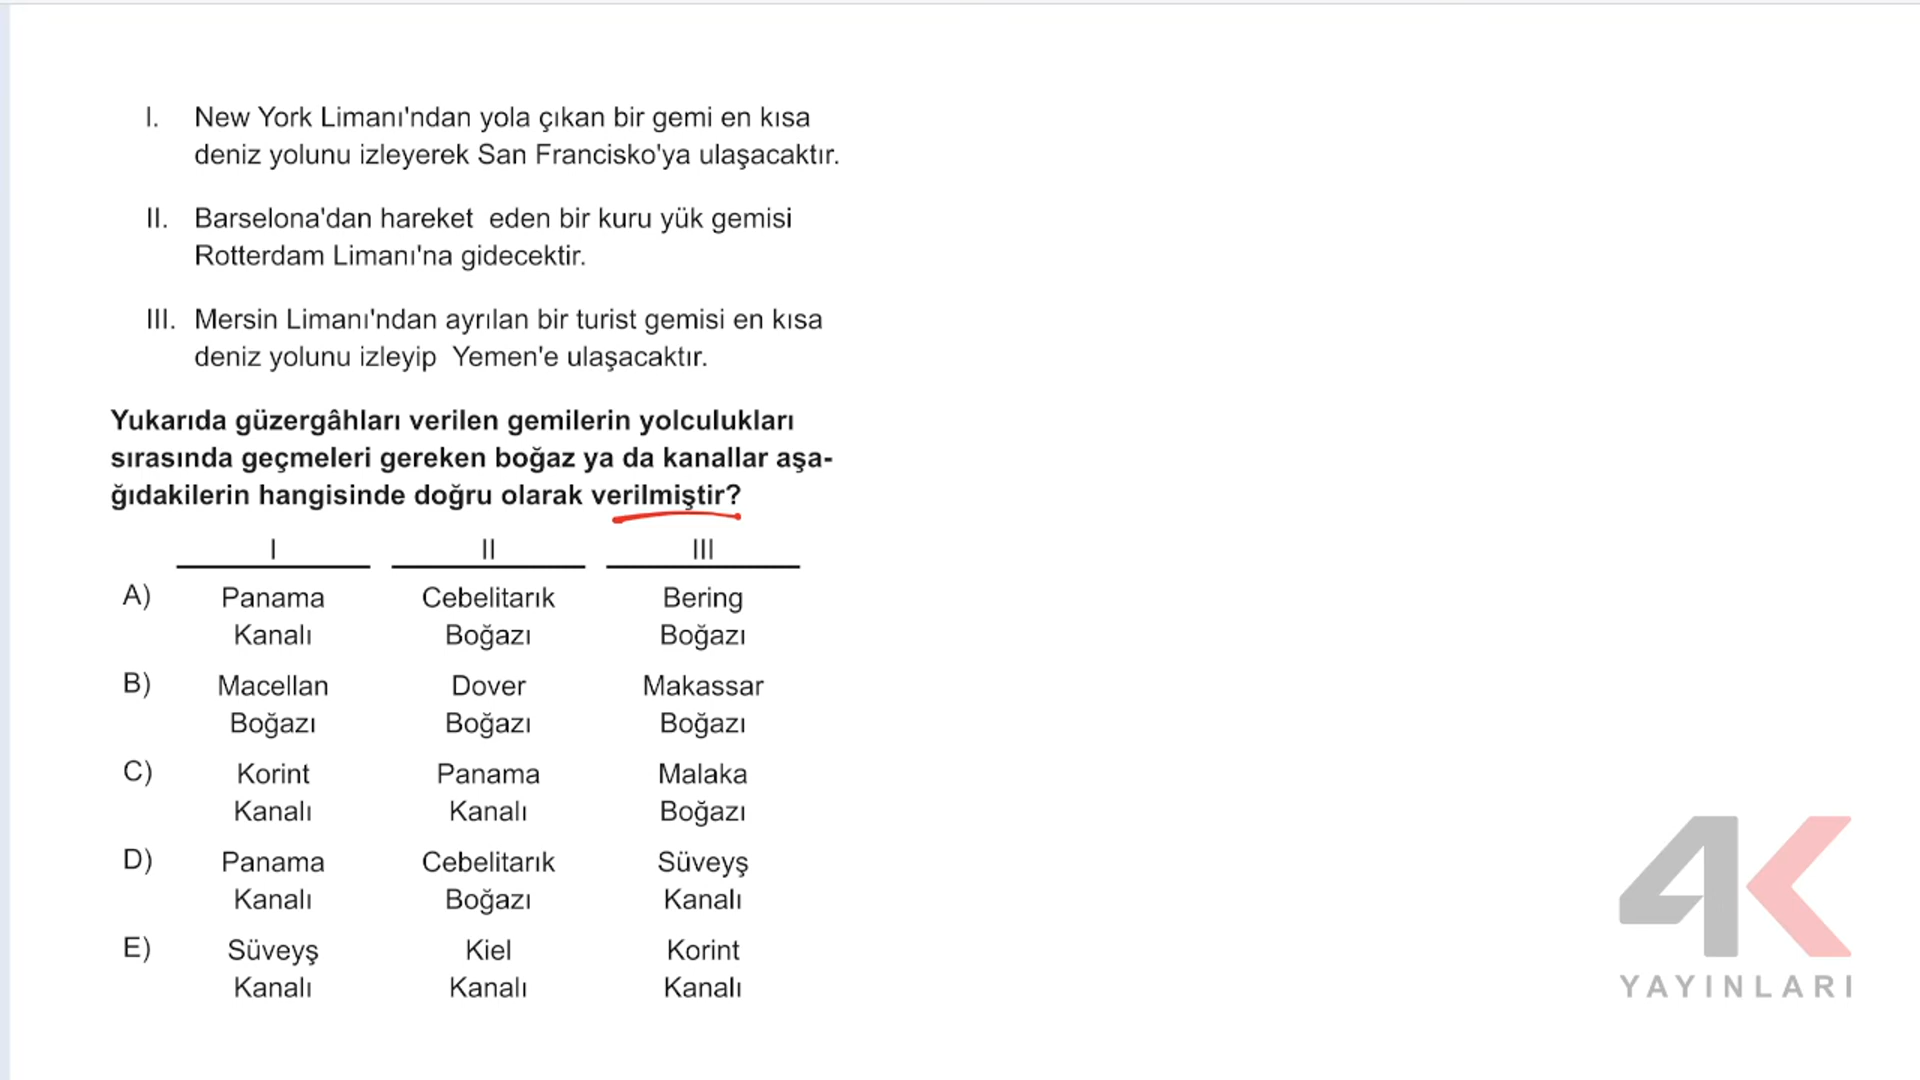 I. New York Limanı'ndan yola çıkan bir gemi en kısa
deniz yolunu izleyerek San Francisko'ya ulaşacaktır.
II. Barselona'dan hareket eden bir kuru yük gemisi
Rotterdam Limanı'na gidecektir.
III. Mersin Limanı'ndan ayrılan bir turist gemisi en kısa
deniz yolunu izleyip Yemen'e ulaşacaktır.
Yukarıda güzergâhları verilen gemilerin yolculukları
sırasında geçmeleri gereken boğaz ya da kanallar aşa-
ğıdakilerin hangisinde doğru olarak verilmiştir?
I II III
A) Panama Cebelitarık Bering
Kanalı Boğazı Boğazı
B) Macellan Dover Makassar
Boğazı Boğazı Boğazı
C) Korint Panama Malaka
Kanalı Kanalı Boğazı
D) Panama Cebelitarık Süveyş
Kanalı Boğazı Kanalı
E) Süveyş Kiel Korint
Kanalı Kanalı Kanalı
4K
YAYINLARI